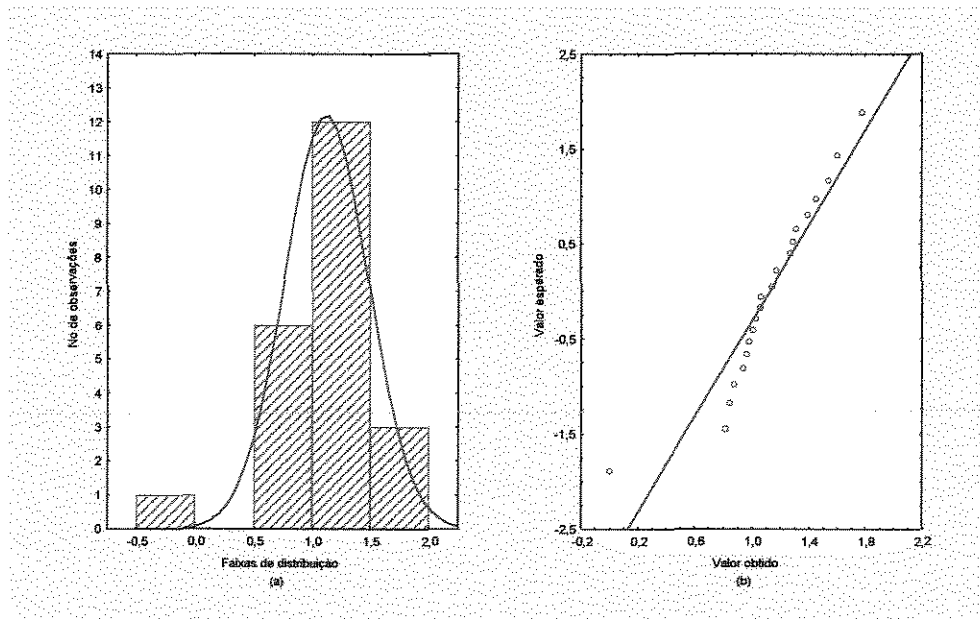 14
13
12
11
10
9
8
7
6
5
4
3
2
1
0
No de observações
-0,5 0,0 0,5 1,0 1,5 2,0
Faixas de distribuição
(a)
2,5
1,5
0,5
-0,5
-1,5
-2,5
Valor esperado
-0,2 0,2 0,6 1,0 1,4 1,8 2,2
Valor obtido
(b)